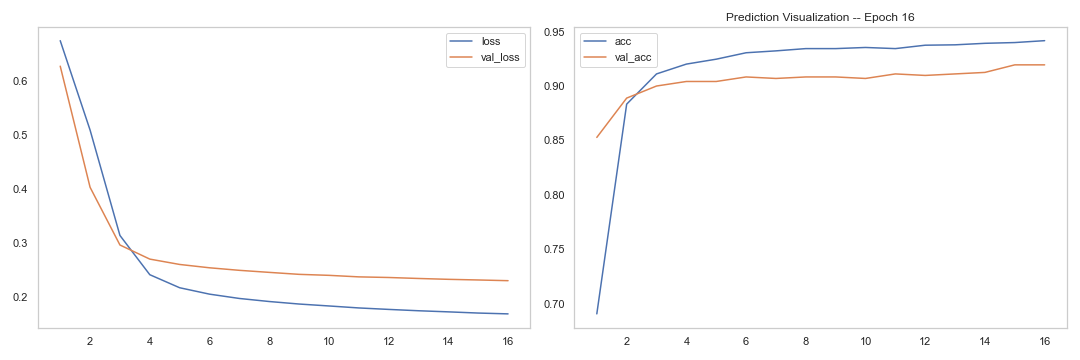 Prediction Visualization -- Epoch 16
loss
val_loss
0.6
0.5
0.4
0.3
0.2
2 4 6 8 10 12 14 16
acc
val_acc
0.95
0.90
0.85
0.80
0.75
0.70
2 4 6 8 10 12 14 16